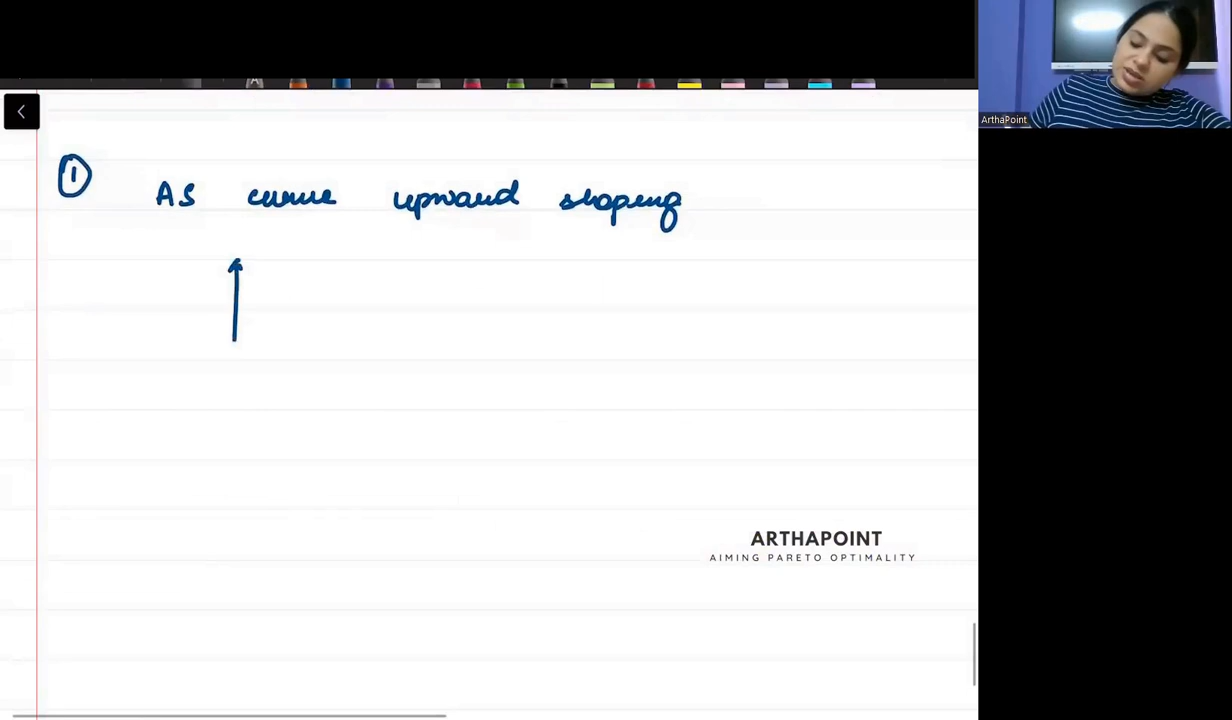 ArthaPoint
① AS curve upward sloping
ARTHAPOINT
AIMING PARETO OPTIMALITY